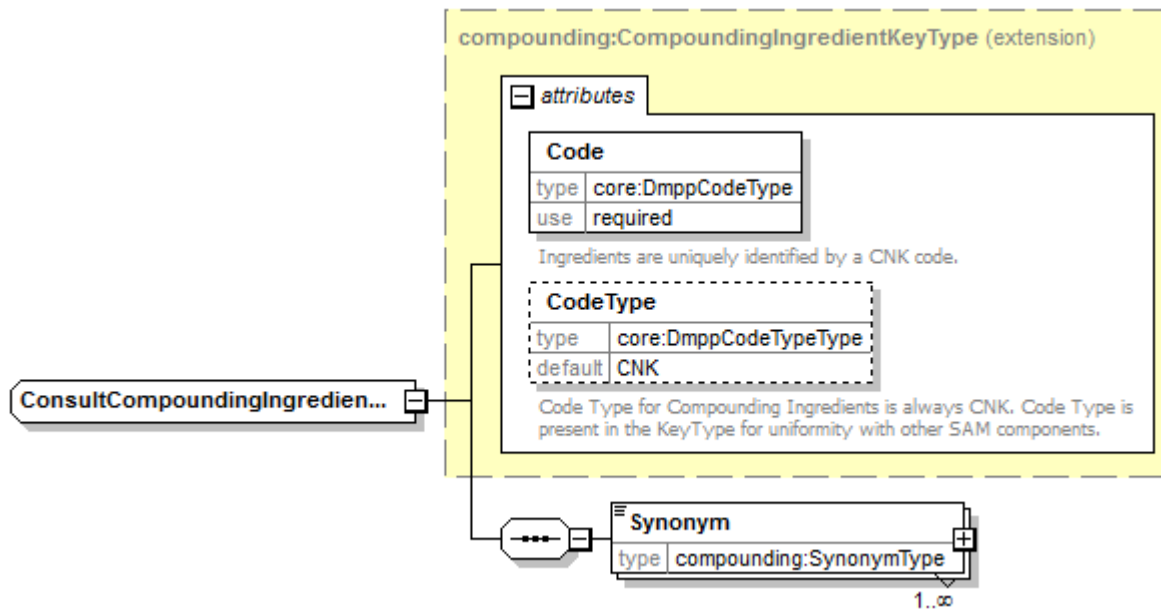 compounding:CompoundingIngredientKeyType (extension)
attributes
Code
type core:DmppCodeType
use required
Ingredients are uniquely identified by a CNK code.
CodeType
type core:DmppCodeTypeType
default CNK
Code Type for Compounding Ingredients is always CNK. Code Type is
present in the KeyType for uniformity with other SAM components.
ConsultCompoundingIngredien...
Synonym
type compounding:SynonymType
1..∞